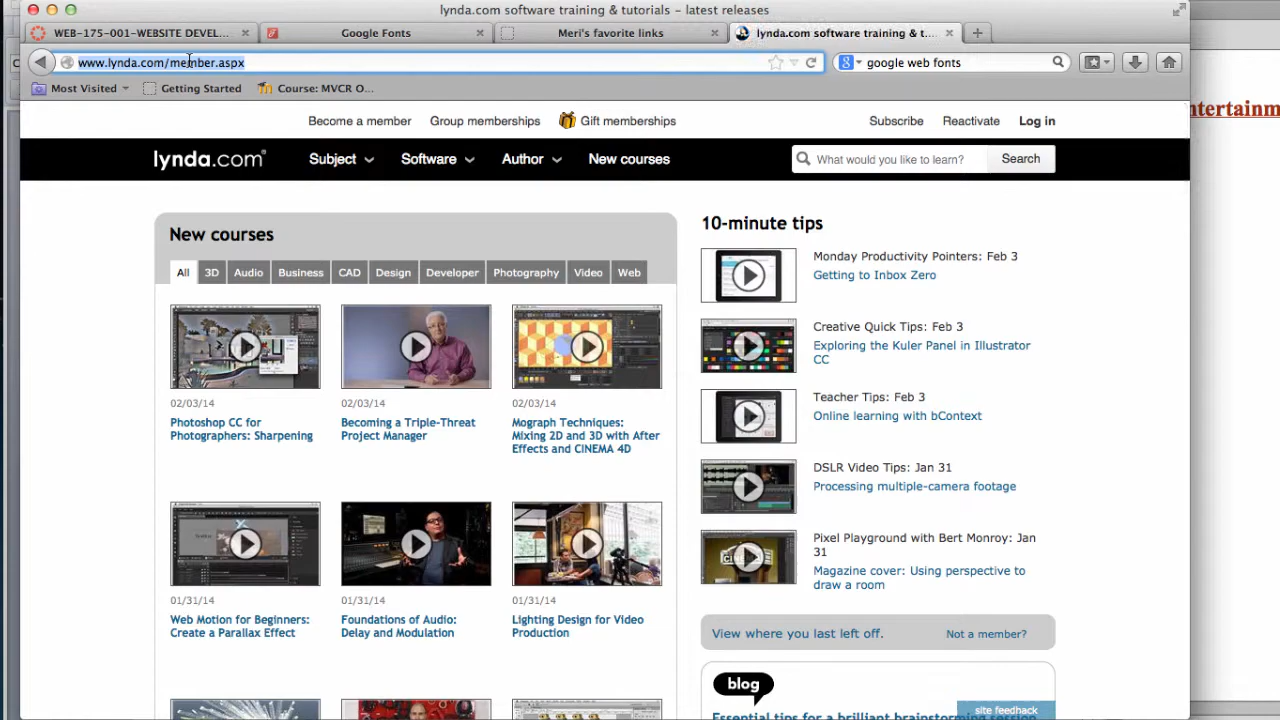 lynda.com software training & tutorials – latest releases
WEB-175-001-WEBSITE DEVEL...
Google Fonts
Meri's favorite links
lynda.com software training & t...
www.lynda.com/member.aspx
google web fonts
Most Visited
Getting Started
Course: MVCR O...
ntertainm
Become a member
Group memberships
Gift memberships
Subscribe
Reactivate
Log in
lynda.com®
Subject
Software
Author
New courses
What would you like to learn?
Search
New courses
All
3D
Audio
Business
CAD
Design
Developer
Photography
Video
Web
02/03/14
Photoshop CC for
Photographers: Sharpening
02/03/14
Becoming a Triple-Threat
Project Manager
02/03/14
Mograph Techniques:
Mixing 2D and 3D with After
Effects and CINEMA 4D
01/31/14
Web Motion for Beginners:
Create a Parallax Effect
01/31/14
Foundations of Audio:
Delay and Modulation
01/31/14
Lighting Design for Video
Production
10-minute tips
Monday Productivity Pointers: Feb 3
Getting to Inbox Zero
Creative Quick Tips: Feb 3
Exploring the Kuler Panel in Illustrator
CC
Teacher Tips: Feb 3
Online learning with bContext
DSLR Video Tips: Jan 31
Processing multiple-camera footage
Pixel Playground with Bert Monroy: Jan
31
Magazine cover: Using perspective to
draw a room
View where you last left off.
Not a member?
blog
Essential tips for a brilliant brainstorming session
site feedback